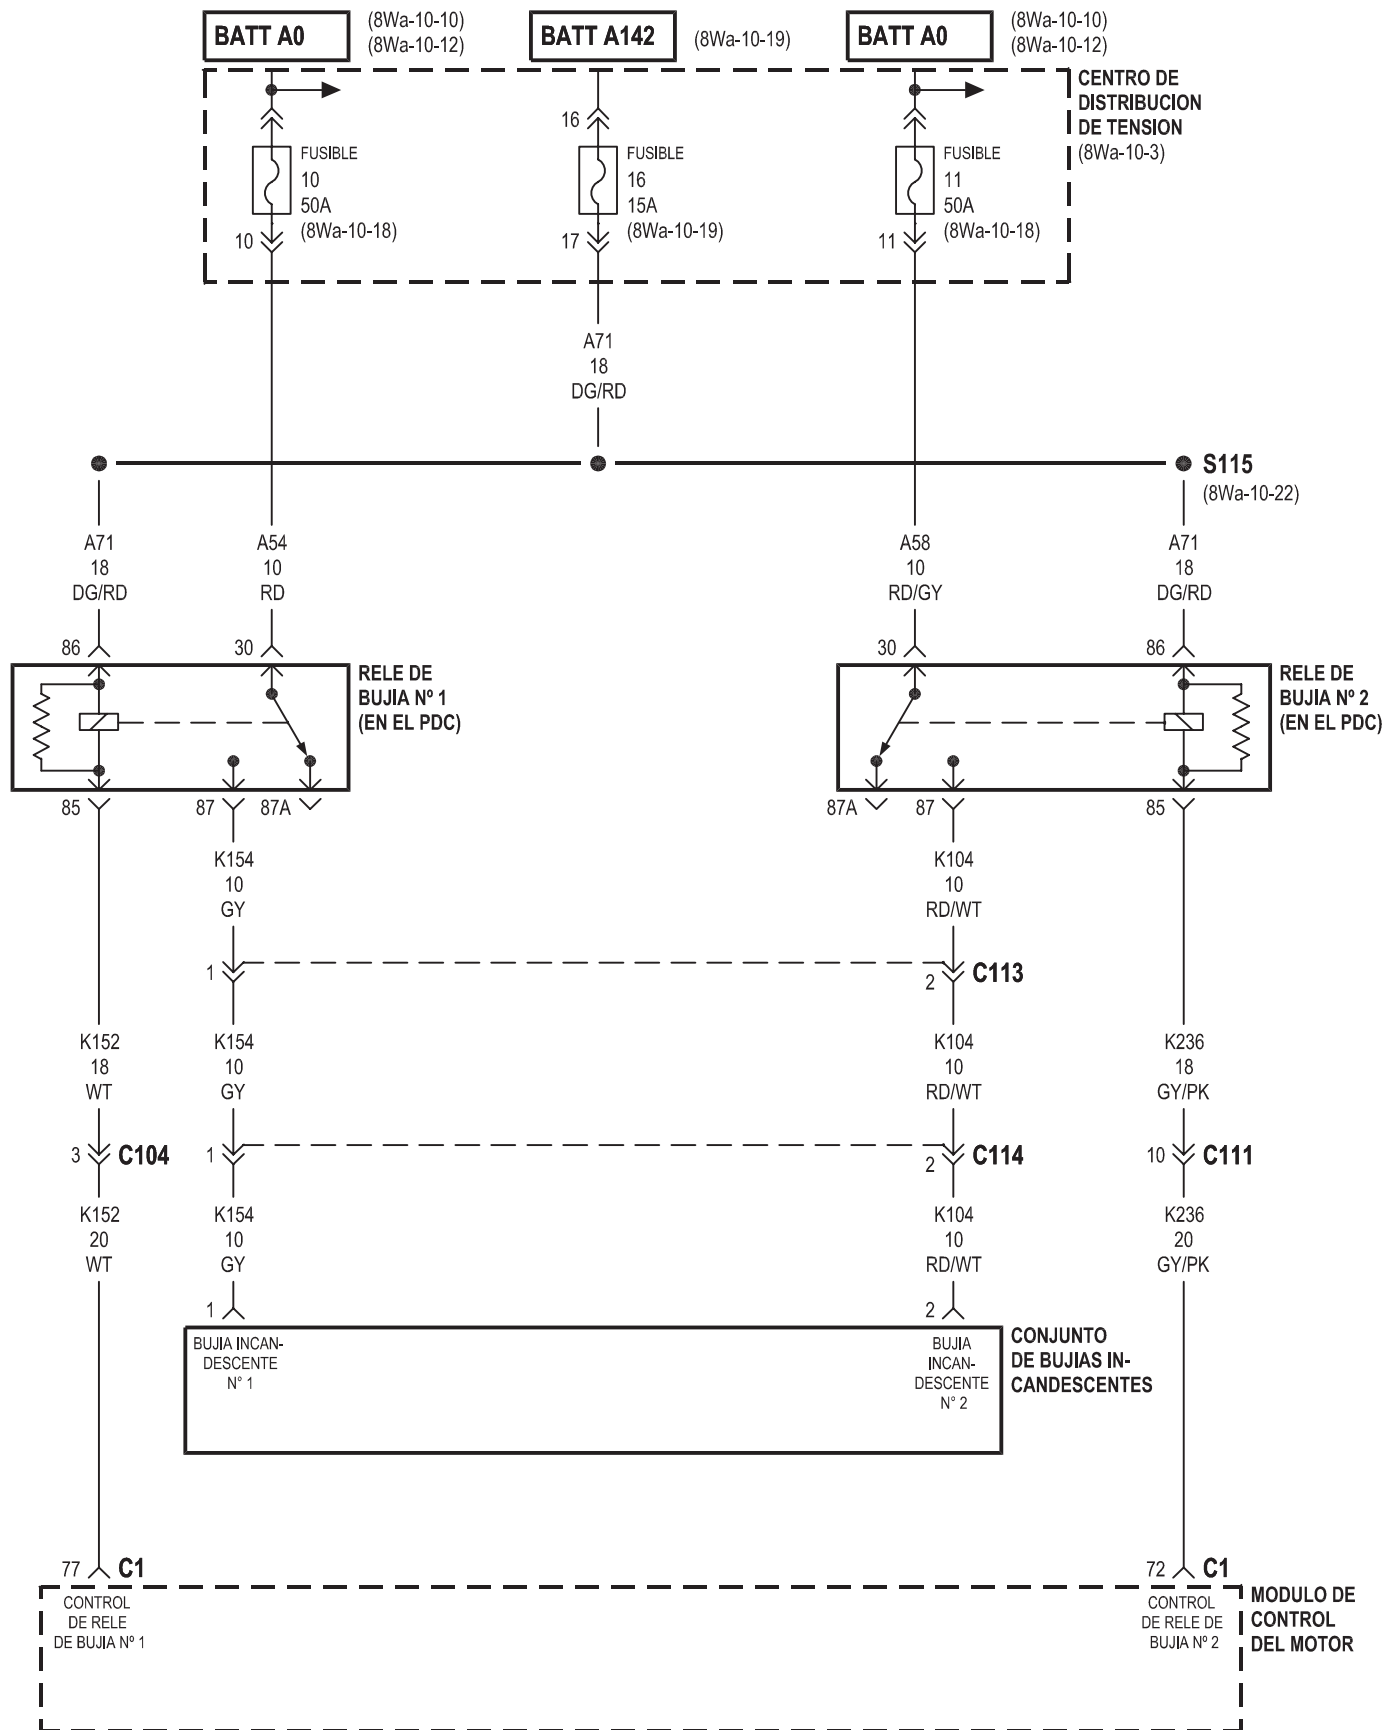 BATT A0
(8Wa-10-10)
(8Wa-10-12)
BATT A142
(8Wa-10-19)
BATT A0
(8Wa-10-10)
(8Wa-10-12)
CENTRO DE
DISTRIBUCION
DE TENSION
(8Wa-10-3)
FUSIBLE
10
50A
(8Wa-10-18)
10
16
FUSIBLE
16
15A
(8Wa-10-19)
17
FUSIBLE
11
50A
(8Wa-10-18)
11
A71
18
DG/RD
S115
(8Wa-10-22)
A71
18
DG/RD
A54
10
RD
A58
10
RD/GY
A71
18
DG/RD
86
30
RELE DE
BUJIA Nº 1
(EN EL PDC)
30
86
RELE DE
BUJIA Nº 2
(EN EL PDC)
85
87
87A
87A
87
85
K154
10
GY
K104
10
RD/WT
1
2
C113
K152
18
WT
K154
10
GY
K104
10
RD/WT
K236
18
GY/PK
3
C104
1
2
C114
10
C111
K152
20
WT
K154
10
GY
K104
10
RD/WT
K236
20
GY/PK
1
2
BUJIA INCAN-
DESCENTE
N° 1
BUJIA
INCAN-
DESCENTE
N° 2
CONJUNTO
DE BUJIAS IN-
CANDESCENTES
77
C1
72
C1
CONTROL
DE RELE
DE BUJIA Nº 1
CONTROL
DE RELE DE
BUJIA Nº 2
MODULO DE
CONTROL
DEL MOTOR